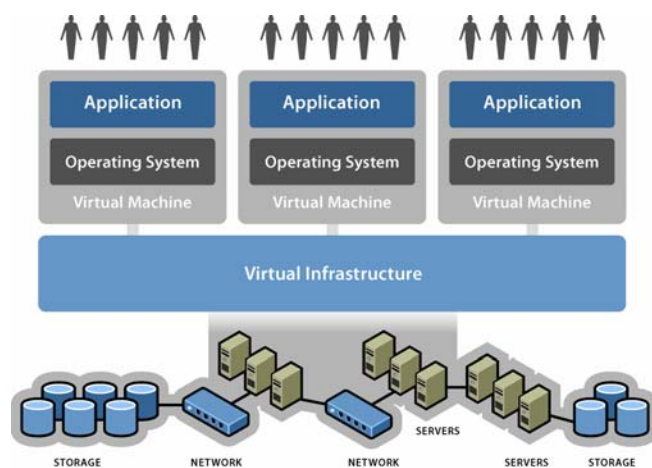 Application
Application
Application
Operating System
Operating System
Operating System
Virtual Machine
Virtual Machine
Virtual Machine
Virtual Infrastructure
SERVERS
STORAGE
NETWORK
NETWORK
SERVERS
STORAGE